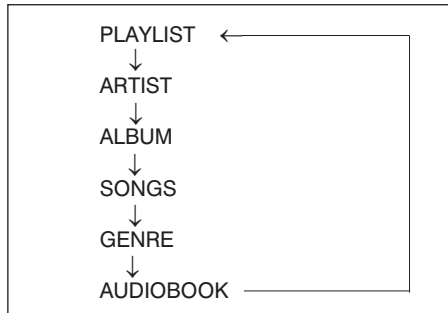 PLAYLIST
ARTIST
ALBUM
SONGS
GENRE
AUDIOBOOK